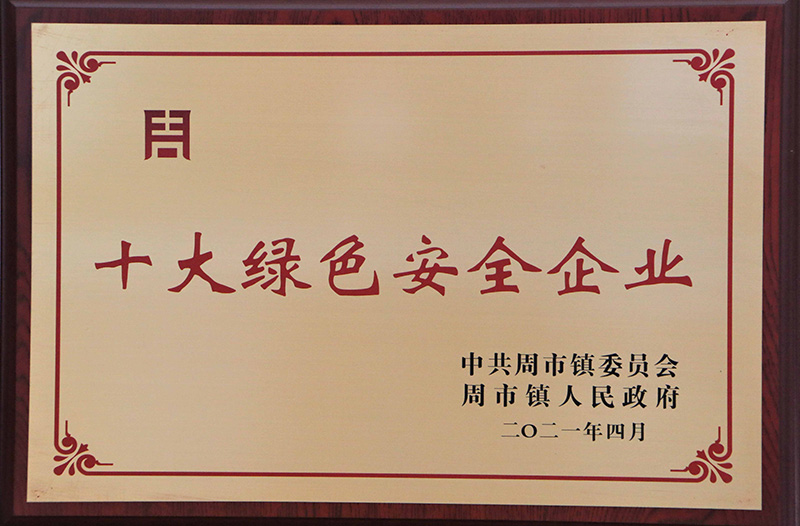 周
十大绿色安全企业
中共周市镇委员会
周市镇人民政府
二〇二一年四月